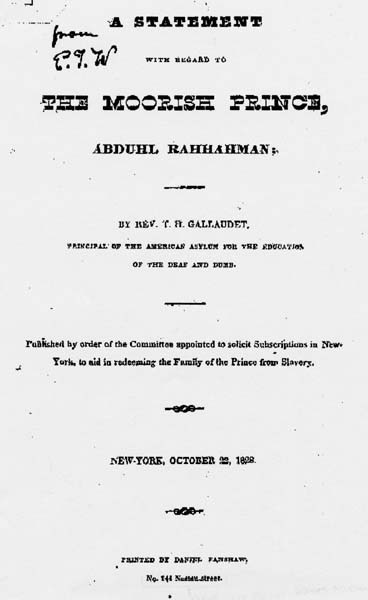 A STATEMENT
from
E. T. W
WITH REGARD TO
THE MOORISH PRINCE,
ABDUHL RAHHAHMAN;
BY REV. T. H. GALLAUDET,
PRINCIPAL OF THE AMERICAN ASYLUM FOR THE EDUCATION
OF THE DEAF AND DUMB.
Published by order of the Committee appointed to solicit Subscriptions in New-
York, to aid in redeeming the Family of the Prince from Slavery.
NEW-YORK, OCTOBER 22, 1828.
PRINTED BY DANIEL FANSHAW,
No. 144 Nassau-street.